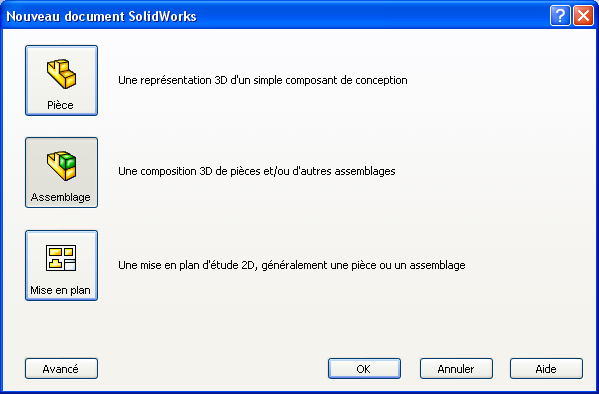 Nouveau document SolidWorks
?
Pièce
Une représentation 3D d'un simple composant de conception
Assemblage
Une composition 3D de pièces et/ou d'autres assemblages
Mise en plan
Une mise en plan d'étude 2D, généralement une pièce ou un assemblage
Avancé
OK
Annuler
Aide